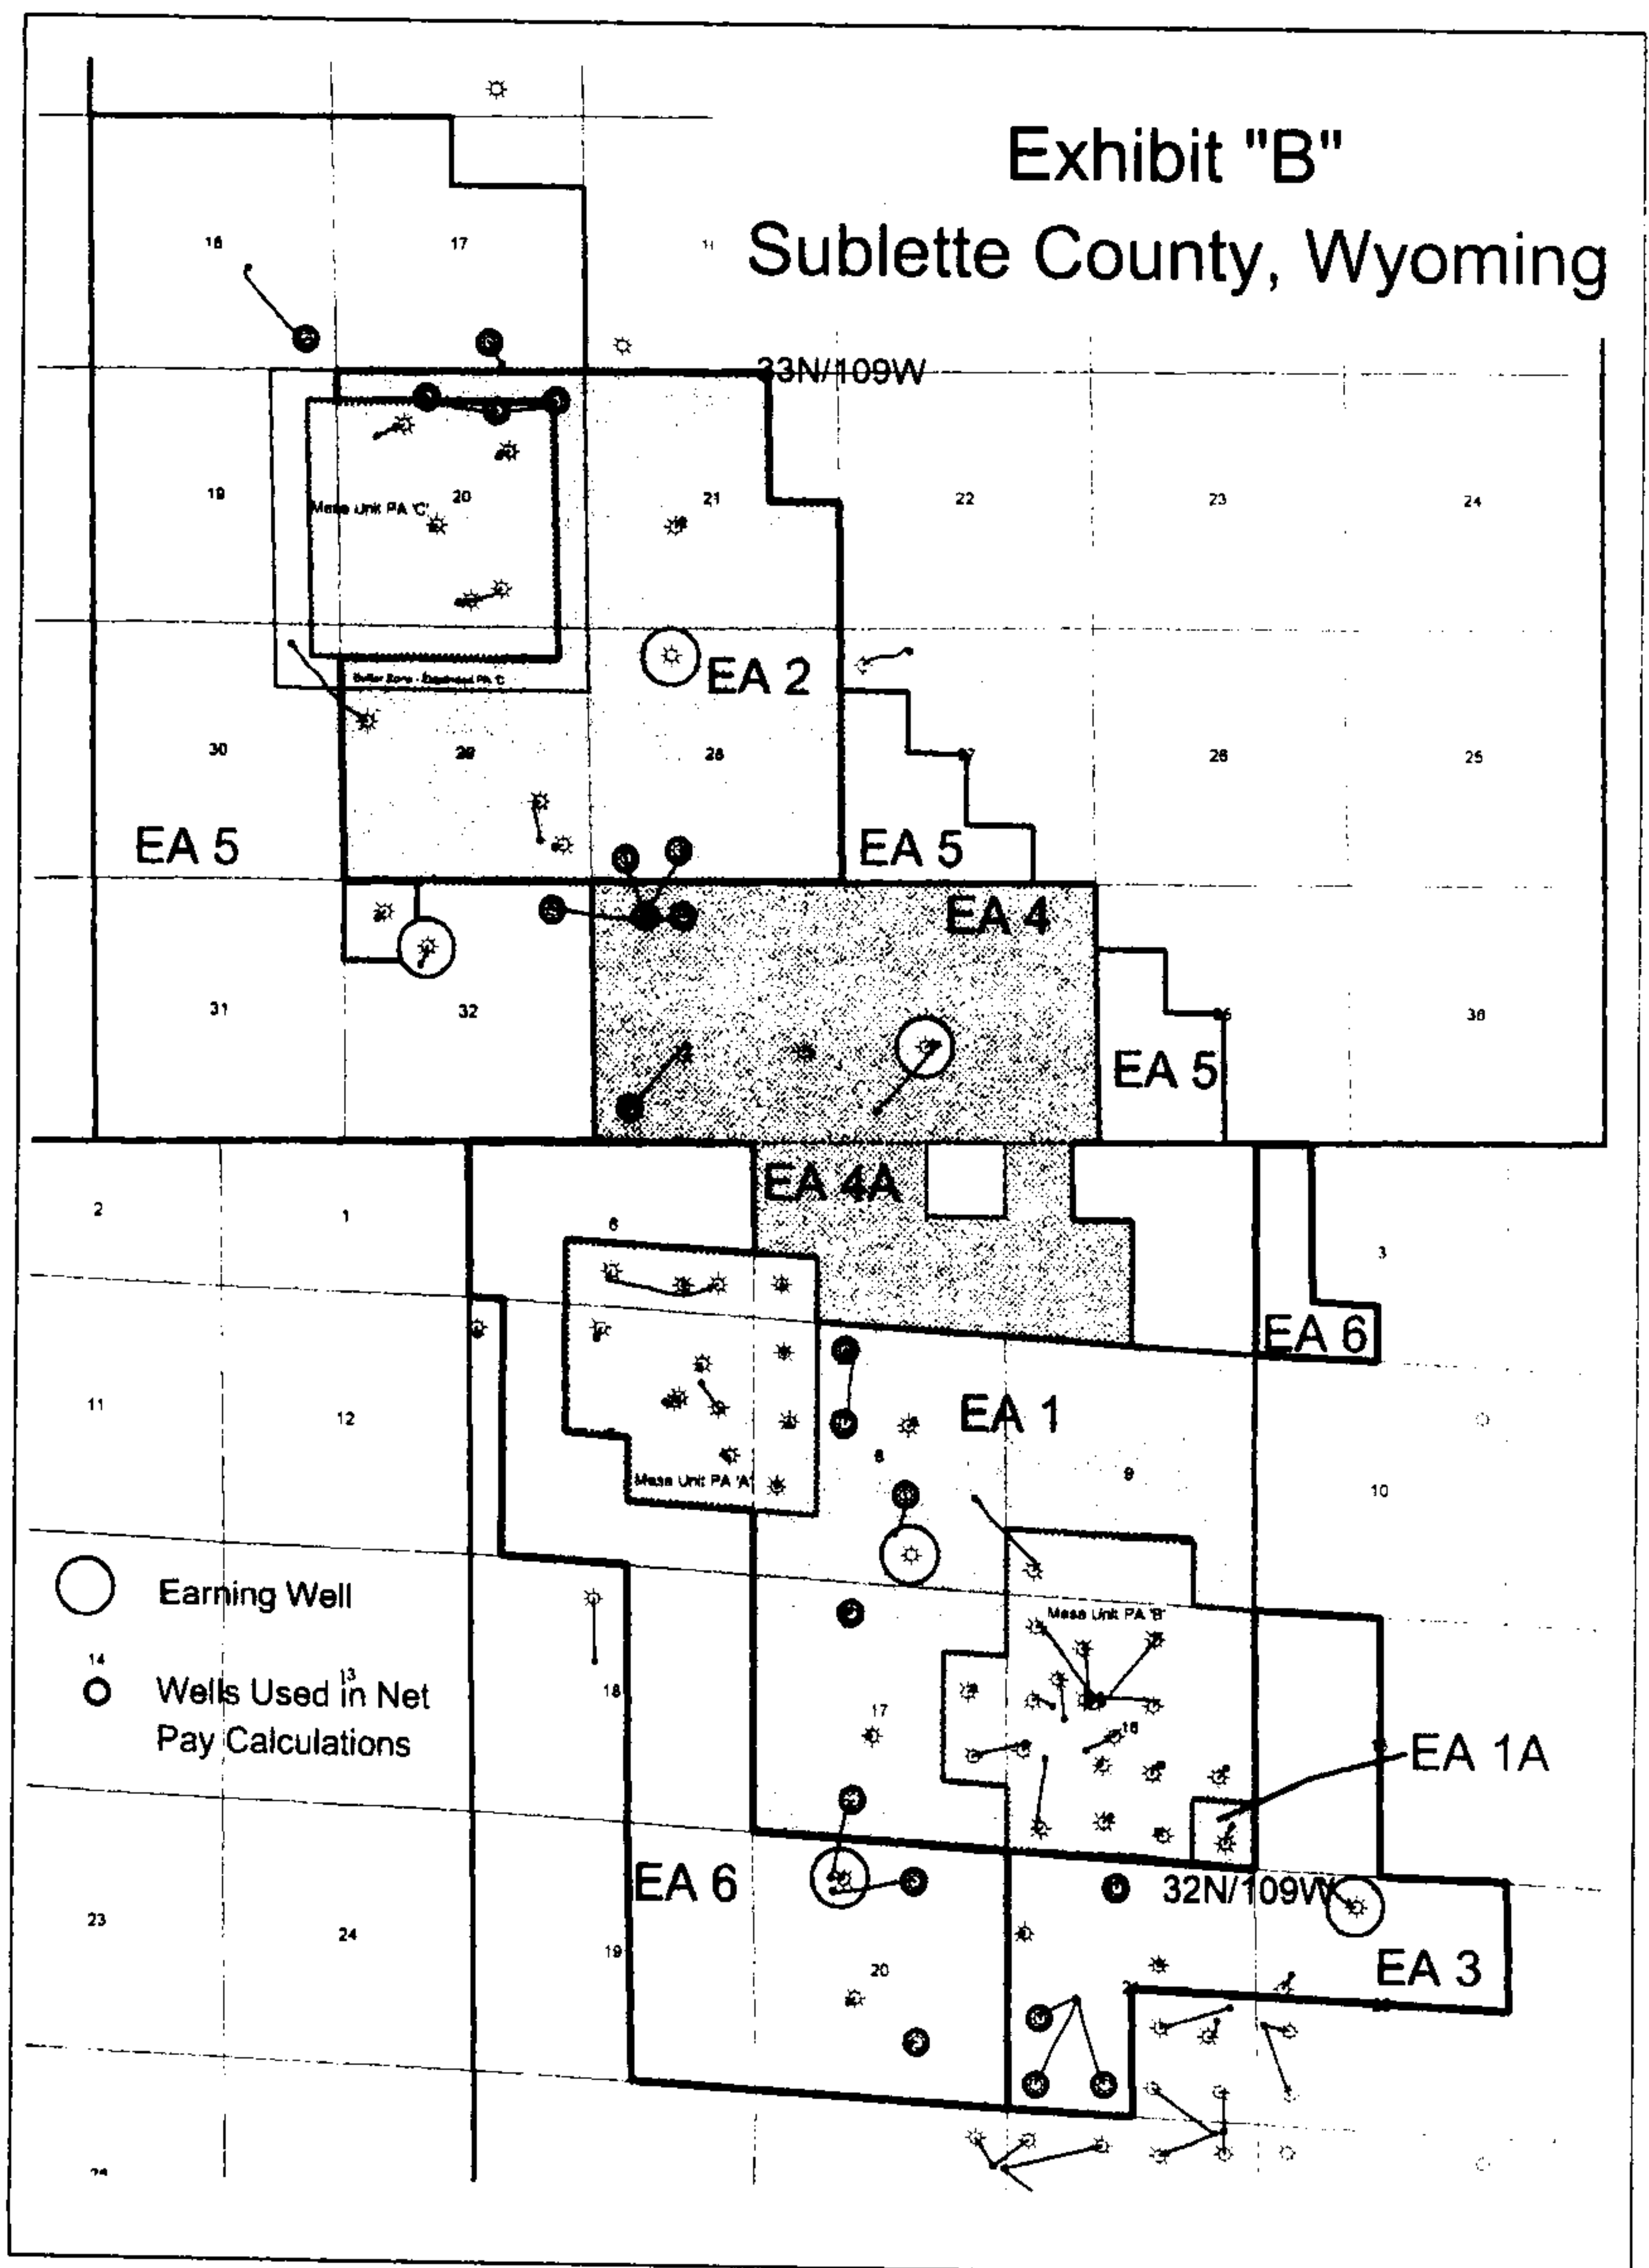 Exhibit "B"
Sublette County, Wyoming
17
33N/109W
19
20
21
22
23
24
Mesa Unit PA 'C'
EA 2
30
29
28
26
25
EA 5
EA 5
EA 4
31
32
36
EA 5
EA 4A
2
1
6
3
EA 6
11
12
EA 1
8
9
10
Mesa Unit PA 'A'
Earning Well
Mesa Unit PA 'B'
14
13
Wells Used in Net
Pay Calculations
18
17
16
EA 1A
EA 6
32N/109W
23
24
19
20
EA 3